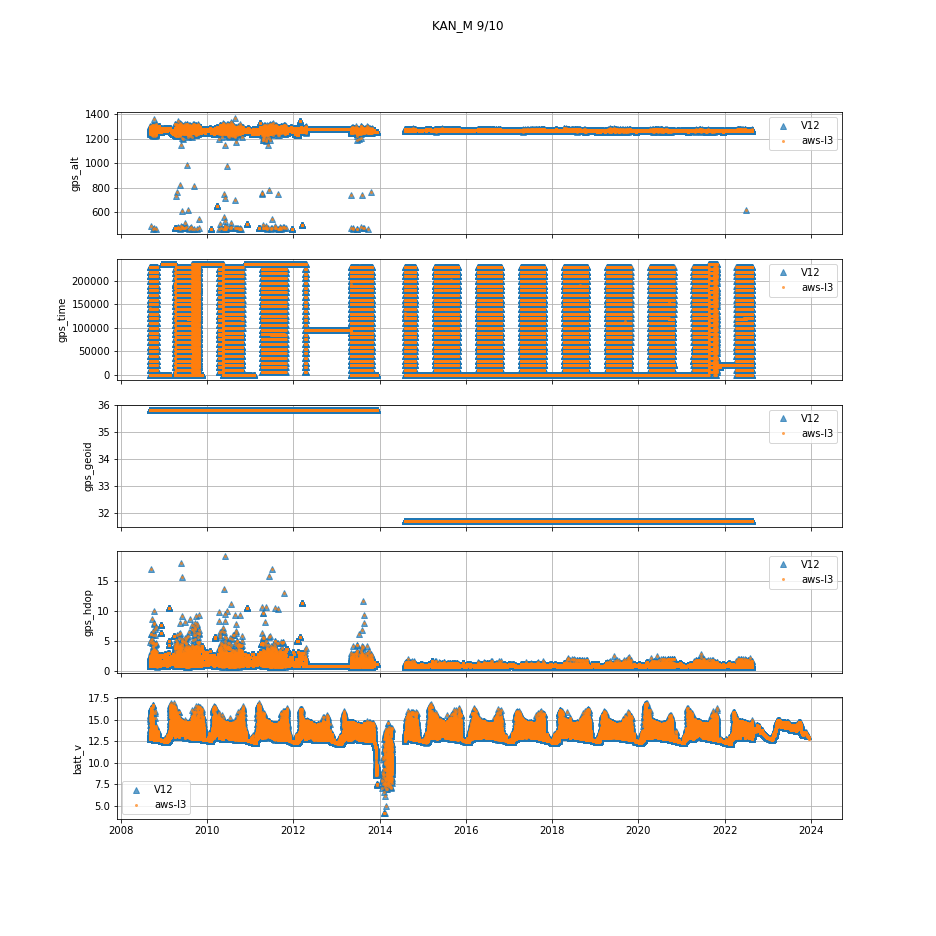 KAN_M 9/10
1400
1200
1000
800
600
gps_alt
V12
aws-l3
200000
150000
100000
50000
0
gps_time
V12
aws-l3
36
35
34
33
32
gps_geoid
V12
aws-l3
15
10
5
0
gps_hdop
V12
aws-l3
17.5
15.0
12.5
10.0
7.5
5.0
batt_v
V12
aws-l3
2008 2010 2012 2014 2016 2018 2020 2022 2024